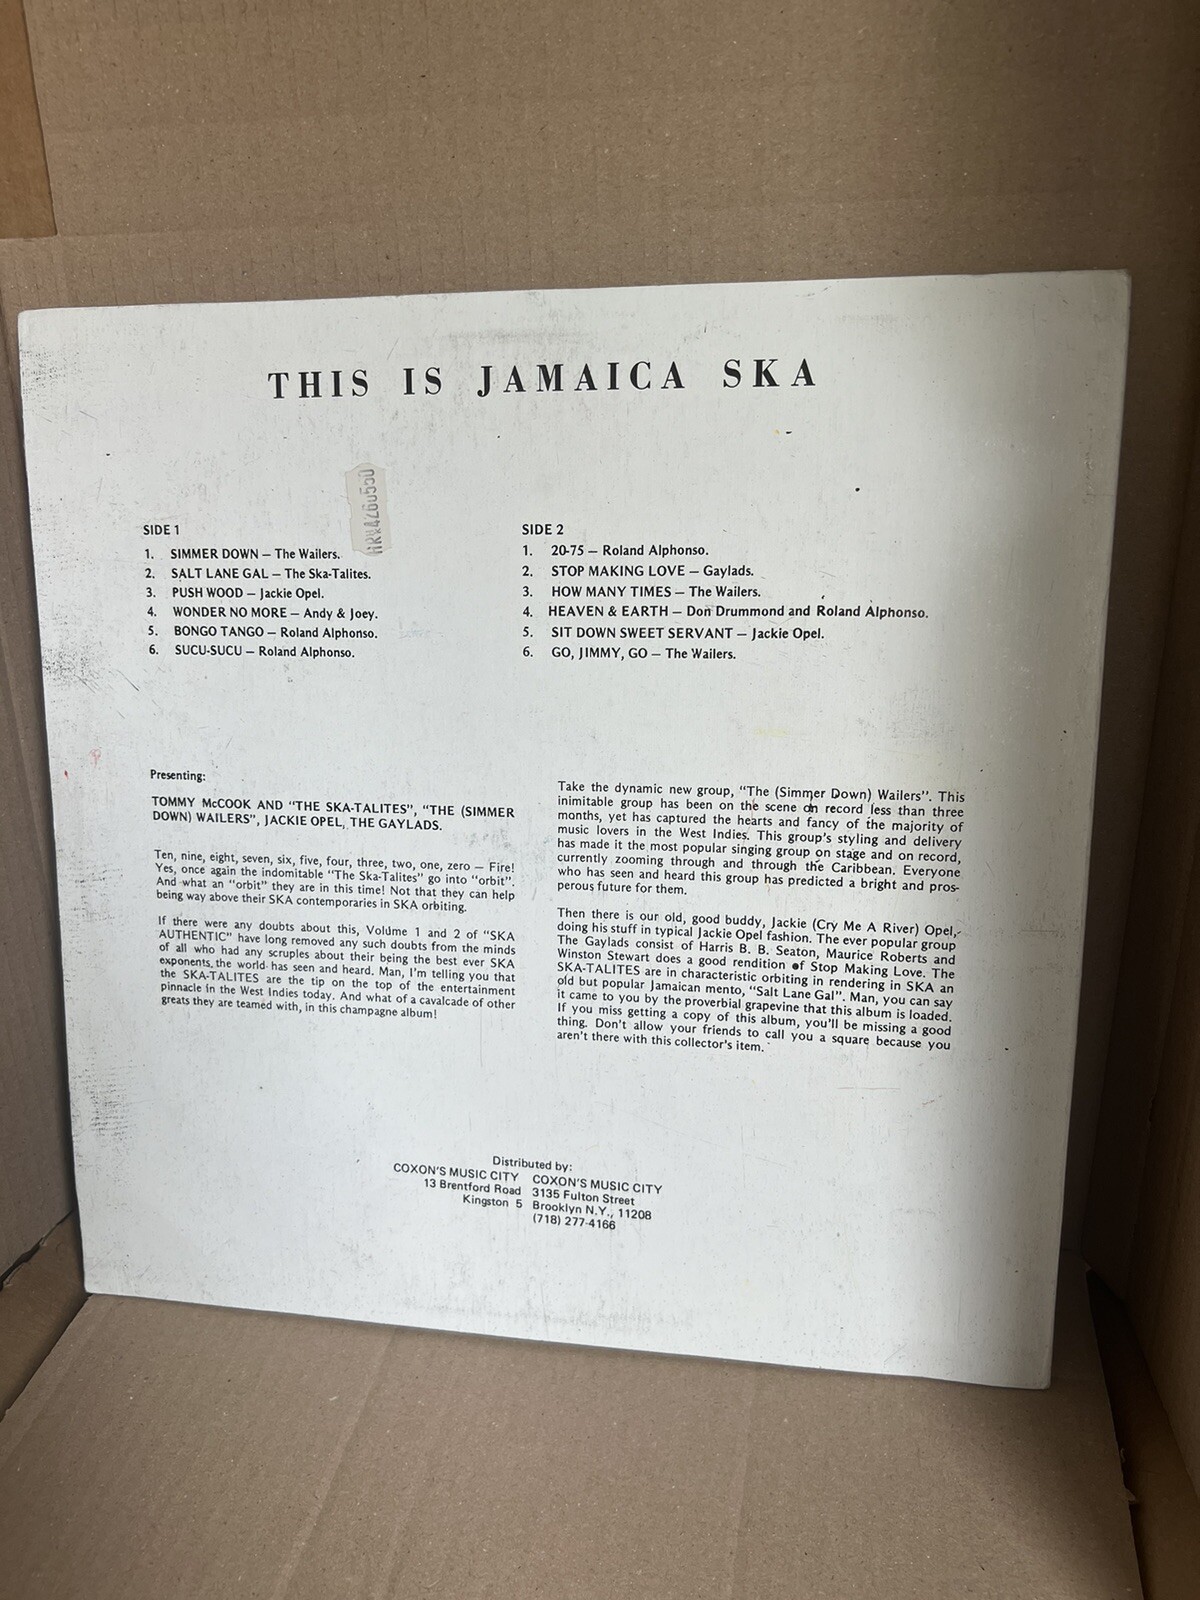 THIS IS JAMAICA SKA
SIDE 1
1. SIMMER DOWN – The Wailers.
2. SALT LANE GAL – The Ska-Talites.
3. PUSH WOOD – Jackie Opel.
4. WONDER NO MORE – Andy & Joey.
5. BONGO TANGO – Roland Alphonso.
6. SUCU-SUCU – Roland Alphonso.
SIDE 2
1. 20-75 – Roland Alphonso.
2. STOP MAKING LOVE – Gaylads.
3. HOW MANY TIMES – The Wailers.
4. HEAVEN & EARTH – Don Drummond and Roland Alphonso.
5. SIT DOWN SWEET SERVANT – Jackie Opel.
6. GO, JIMMY, GO – The Wailers.
Presenting:
TOMMY McCOOK AND "THE SKA-TALITES", "THE (SIMMER
DOWN) WAILERS", JACKIE OPEL, THE GAYLADS.
Ten, nine, eight, seven, six, five, four, three, two, one, zero – Fire!
Yes, once again the indomitable "The Ska-Talites" go into "orbit".
And what an "orbit" they are in this time! Not that they can help
being way above their SKA contemporaries in SKA orbiting.
If there were any doubts about this, Volume 1 and 2 of "SKA
AUTHENTIC" have long removed any such doubts from the minds
of all who had any scruples about their being the best ever SKA
exponents, the world has seen and heard. Man, I'm telling you that
the SKA-TALITES are the tip on the top of the entertainment
pinnacle in the West Indies today. And what of a cavalcade of other
greats they are teamed with, in this champagne album!
Take the dynamic new group, "The (Simmer Down) Wailers". This
inimitable group has been on the scene on record less than three
months, yet has captured the hearts and fancy of the majority of
music lovers in the West Indies. This group's styling and delivery
has made it the most popular singing group on stage and on record,
currently zooming through and through the Caribbean. Everyone
who has seen and heard this group has predicted a bright and pros-
perous future for them.
Then there is our old, good buddy, Jackie (Cry Me A River) Opel,
doing his stuff in typical Jackie Opel fashion. The ever popular group
The Gaylads consist of Harris B. B. Seaton, Maurice Roberts and
Winston Stewart does a good rendition of Stop Making Love. The
SKA-TALITES are in characteristic orbiting in rendering in SKA an
old but popular Jamaican mento, "Salt Lane Gal". Man, you can say
it came to you by the proverbial grapevine that this album is loaded.
If you miss getting a copy of this album, you'll be missing a good
thing. Don't allow your friends to call you a square because you
aren't there with this collector's item.
Distributed by:
COXON'S MUSIC CITY
13 Brentford Road
Kingston 5
COXON'S MUSIC CITY
3135 Fulton Street
Brooklyn N.Y., 11208
(718) 277-4166